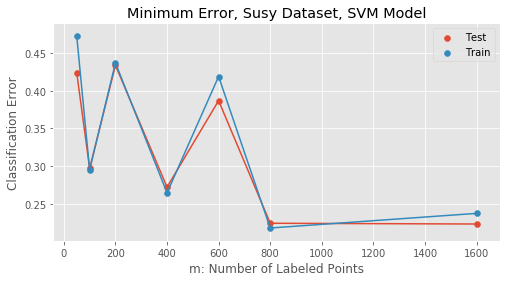 Minimum Error, Susy Dataset, SVM Model
Test
Train
0.45
0.40
0.35
0.30
0.25
Classification Error
0 200 400 600 800 1000 1200 1400 1600
m: Number of Labeled Points